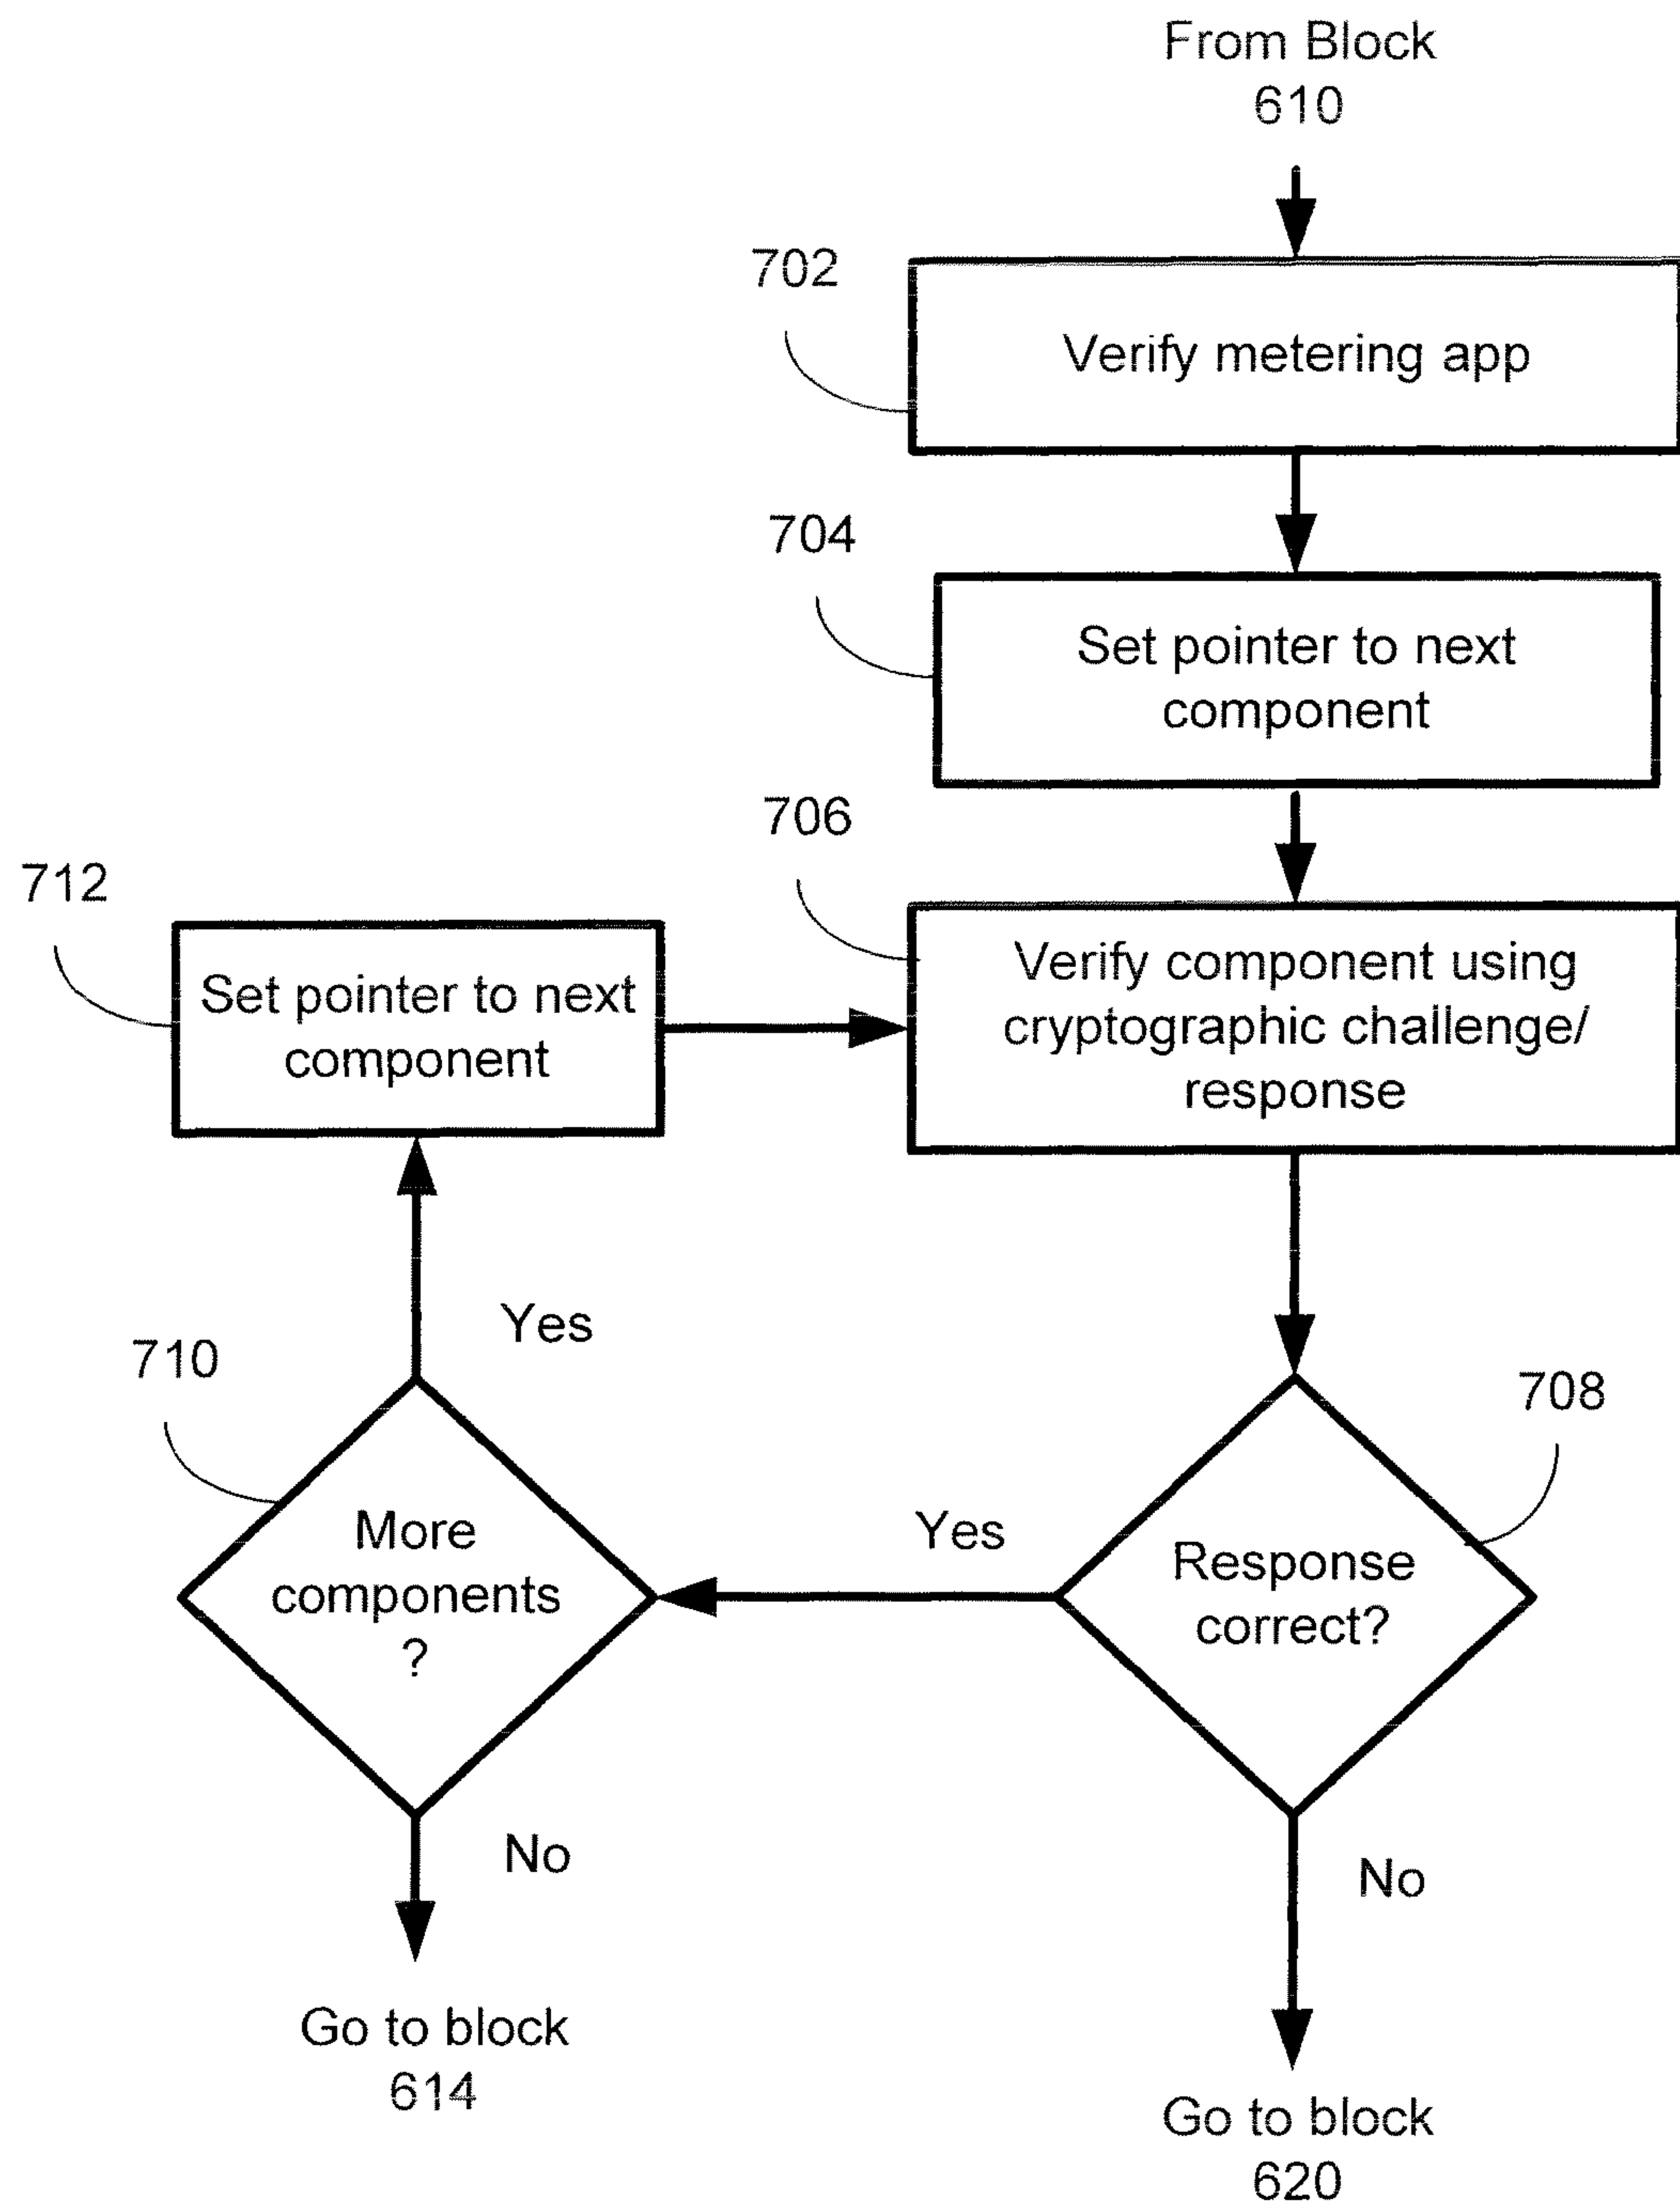 From Block
610
702
Verify metering app
704
Set pointer to next
component
706
Verify component using
cryptographic challenge/
response
712
Set pointer to next
component
Yes
710
More
components
?
Yes
708
Response
correct?
No
Go to block
614
No
Go to block
620